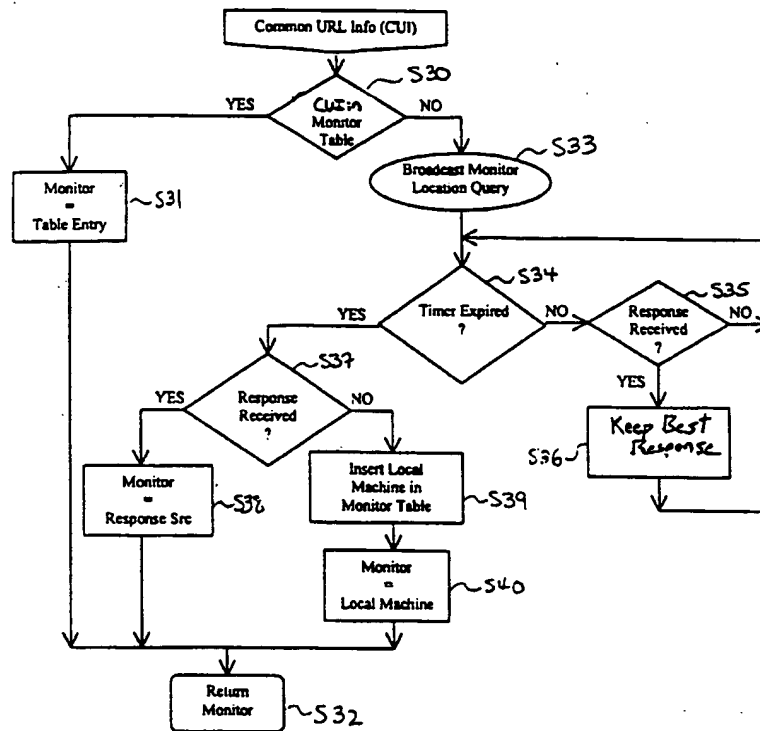 Common URL Info (CUI)
S30
YES
CUI in
Monitor
Table
NO
S33
Broadcast Monitor
Location Query
Monitor
=
Table Entry
S31
S34
Timer Expired
?
YES
NO
S35
Response
Received
?
NO
YES
S37
Response
Received
?
YES
NO
Keep Best
Response
S36
Monitor
=
Response Src
S38
Insert Local
Machine in
Monitor Table
S39
Monitor
=
Local Machine
S40
Return
Monitor
S32